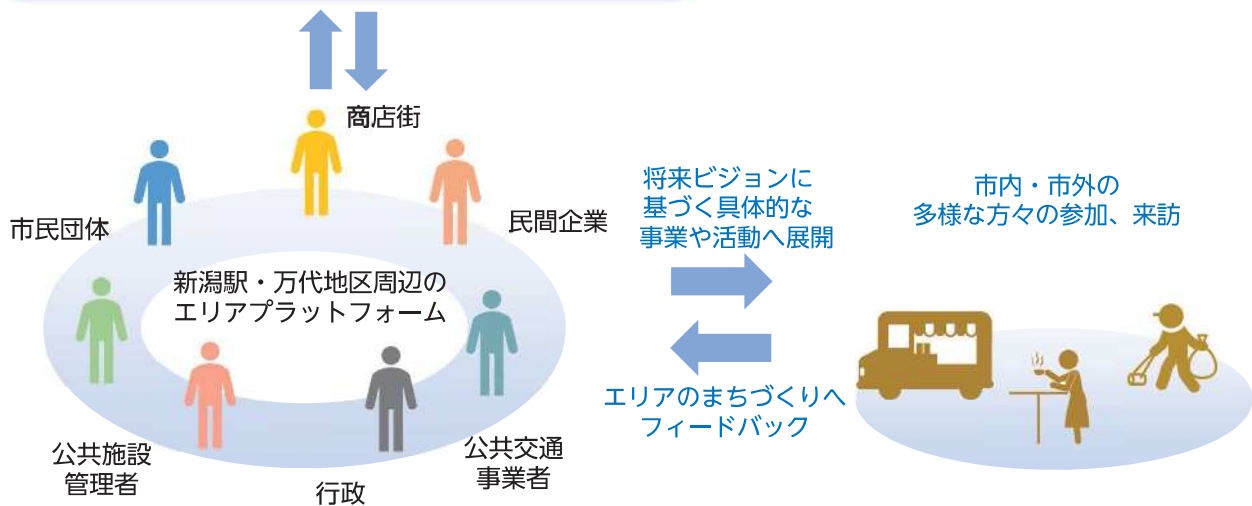 商店街
市民団体
民間企業
新潟駅・万代地区周辺の
エリアプラットフォーム
公共施設
管理者
行政
公共交通
事業者
将来ビジョンに
基づく具体的な
事業や活動へ展開
エリアのまちづくりへ
フィードバック
市内・市外の
多様な方々の参加、来訪